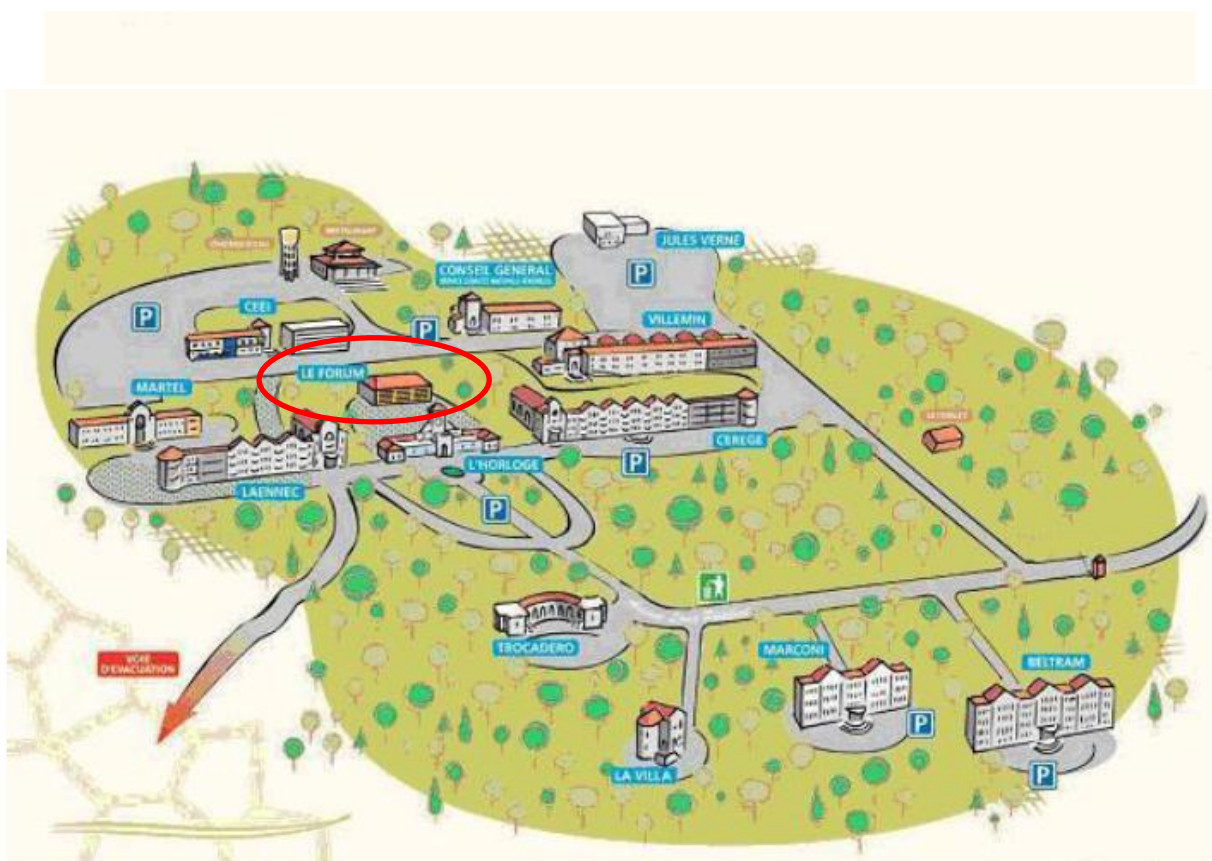 RESTAURANT
JULES VERNE
CONSEIL GENERAL
P
CEEI
P
P
VILLEMIN
LE FORUM
MARTEL
CEREGE
L'HORLOGE
P
LAENNEC
P
TROCADERO
MARCONI
BELTRAM
VOIE
D'EVACUATION
P
LA VILLA
P